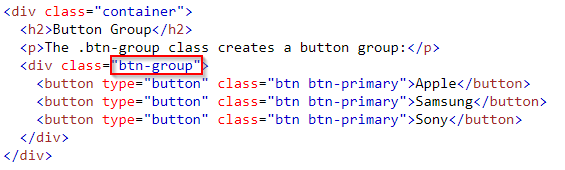 <div class="container">
<h2>Button Group</h2>
<p>The .btn-group class creates a button group:</p>
<div class="btn-group">
<button type="button" class="btn btn-primary">Apple</button>
<button type="button" class="btn btn-primary">Samsung</button>
<button type="button" class="btn btn-primary">Sony</button>
</div>
</div>